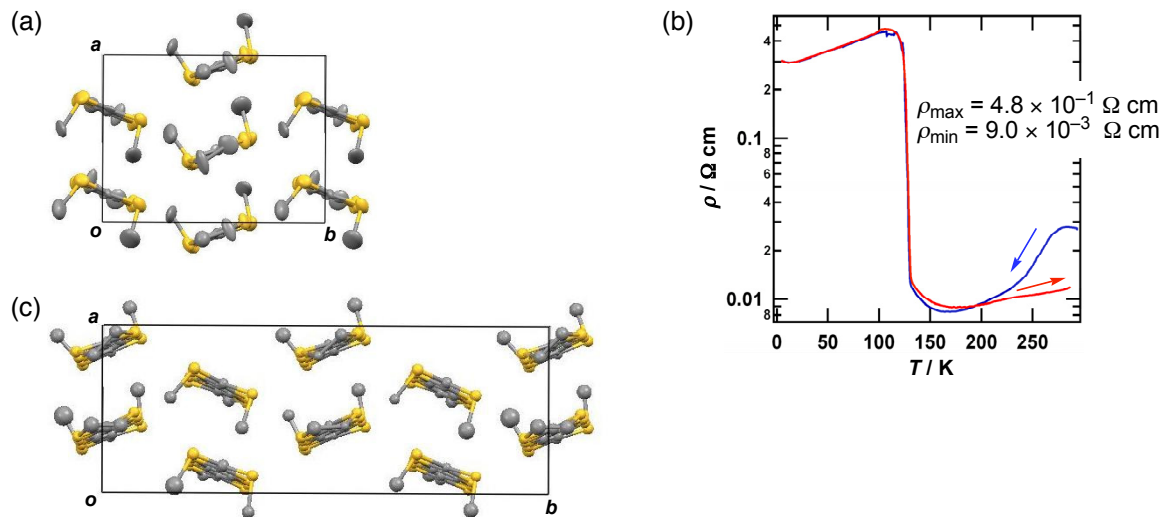 (a)
a
o
b
(b)
4
2
0.1
8
6
4
2
0.01
8
ρ / Ω cm
ρmax = 4.8 × 10⁻¹ Ω cm
ρmin = 9.0 × 10⁻³ Ω cm
0
50
100
150
200
250
T / K
(c)
a
o
b